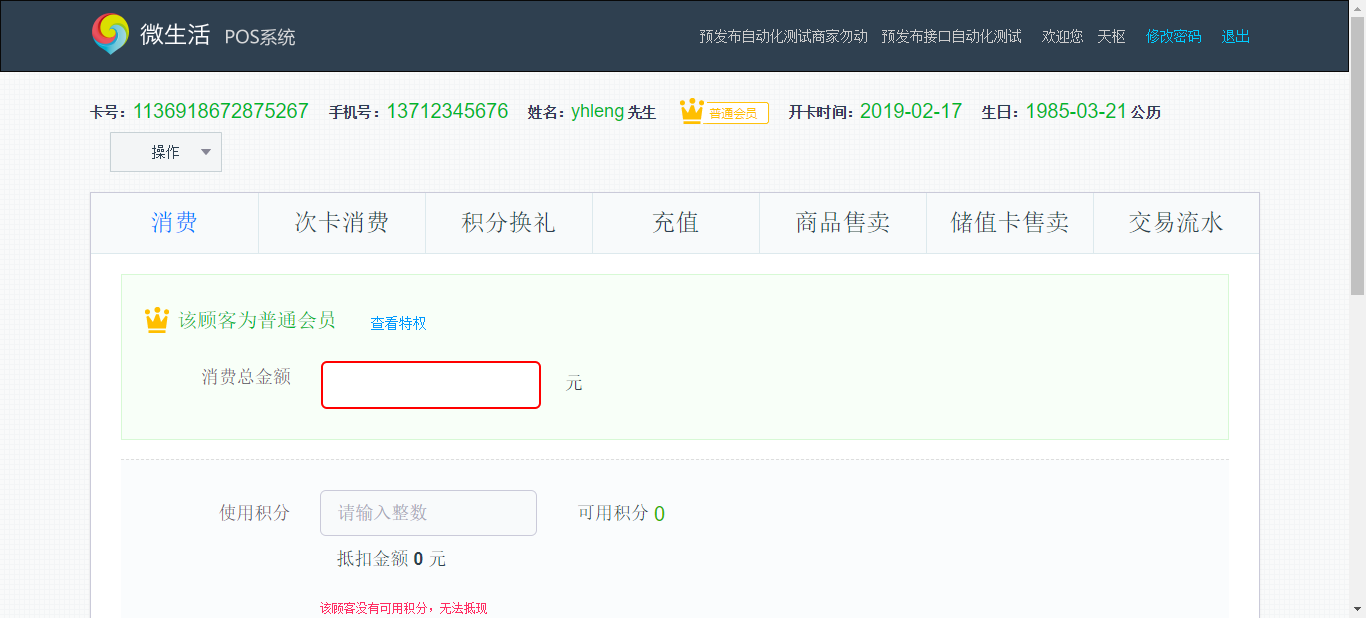 微生活 POS系统 预发布自动化测试商家勿动 预发布接口自动化测试 欢迎您 天枢 修改密码 退出
卡号：1136918672875267 手机号：13712345676 姓名：yhleng 先生 普通会员 开卡时间：2019-02-17 生日：1985-03-21 公历
操作
消费 次卡消费 积分换礼 充值 商品售卖 储值卡售卖 交易流水
该顾客为普通会员 查看特权
消费总金额 元
使用积分 请输入整数 可用积分 0
抵扣金额 0 元
该顾客没有可用积分，无法抵现